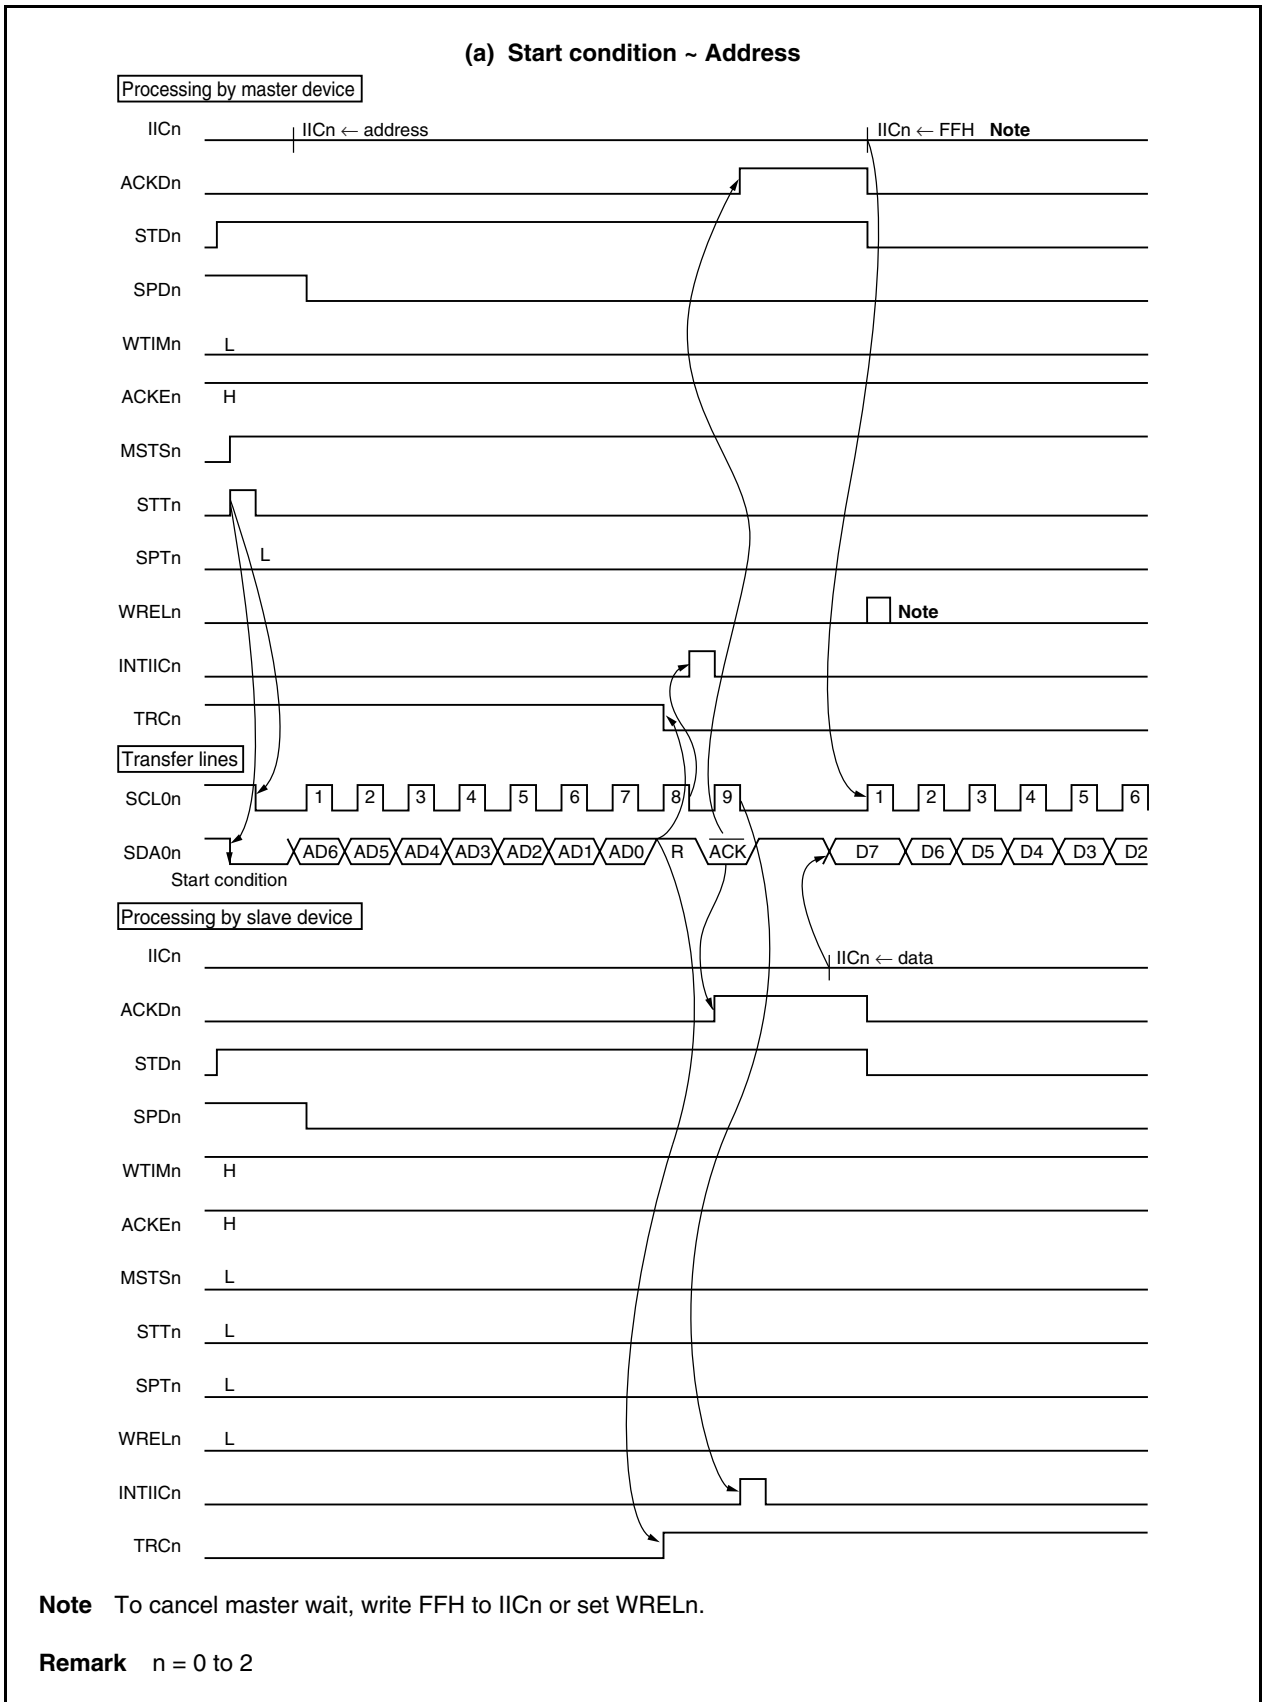 (a) Start condition ~ Address
Processing by master device
IICn IICn ← address IICn ← FFH Note
ACKDn
STDn
SPDn
WTIMn L
ACKEn H
MSTSn
STTn
SPTn L
WRELn Note
INTIICn
TRCn
Transfer lines
SCL0n 1 2 3 4 5 6 7 8 9 1 2 3 4 5 6
SDA0n AD6 AD5 AD4 AD3 AD2 AD1 AD0 R ACK D7 D6 D5 D4 D3 D2
Start condition
Processing by slave device
IICn IICn ← data
ACKDn
STDn
SPDn
WTIMn H
ACKEn H
MSTSn L
STTn L
SPTn L
WRELn L
INTIICn
TRCn
Note To cancel master wait, write FFH to IICn or set WRELn.
Remark n = 0 to 2